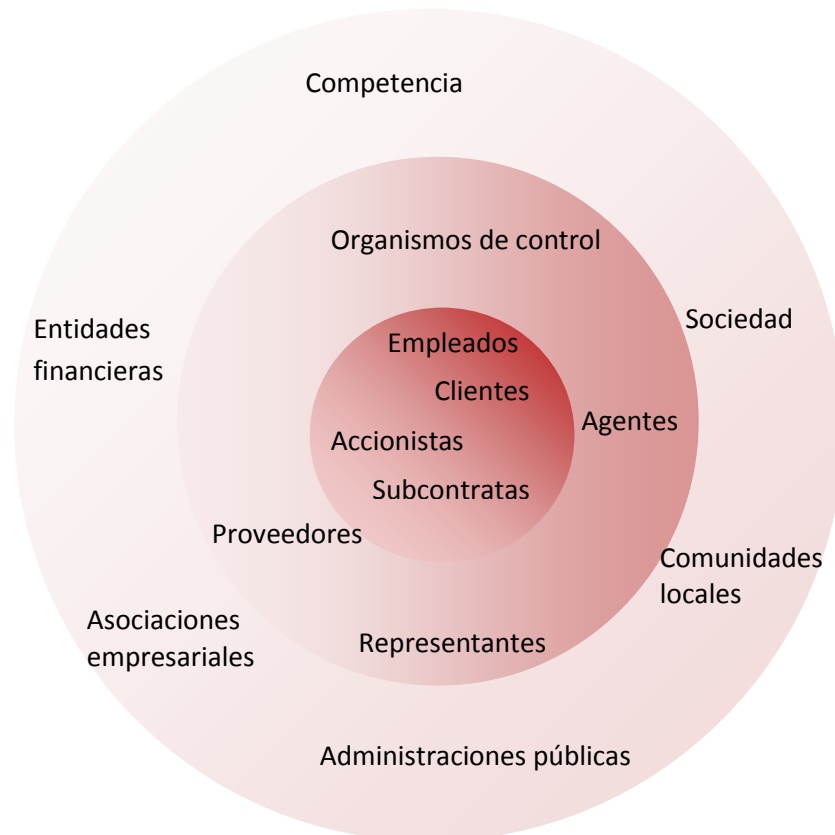 Competencia
Organismos de control
Sociedad
Entidades
financieras
Empleados
Clientes
Agentes
Accionistas
Subcontratas
Proveedores
Comunidades
locales
Asociaciones
empresariales
Representantes
Administraciones públicas